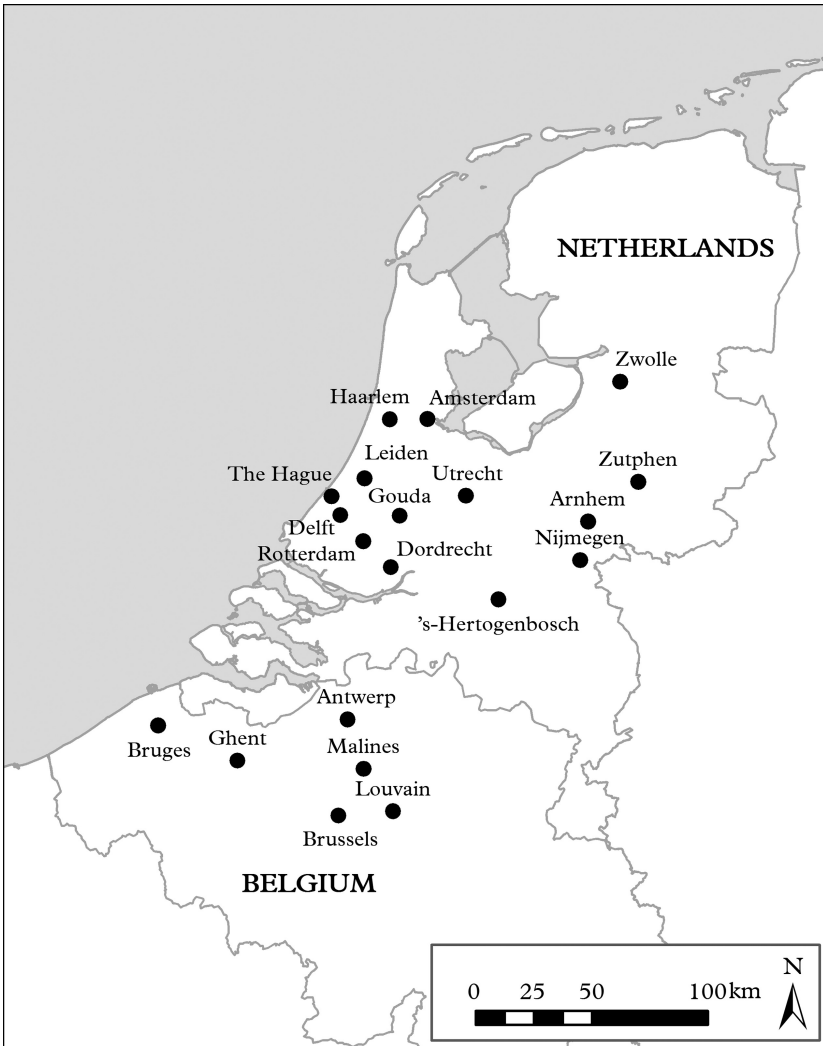 NETHERLANDS
Zwolle
Haarlem
Amsterdam
Leiden
The Hague
Utrecht
Zutphen
Gouda
Arnhem
Delft
Nijmegen
Rotterdam
Dordrecht
's-Hertogenbosch
Antwerp
Bruges
Ghent
Malines
Louvain
Brussels
BELGIUM
N
0 25 50 100km